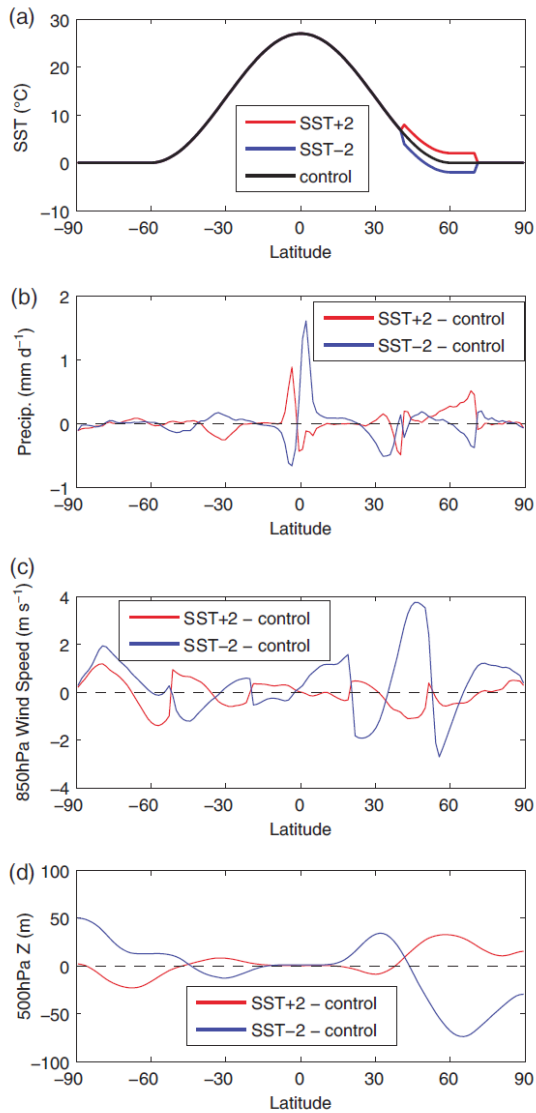 (a)
30
20
10
0
−10
SST (°C)
SST+2
SST−2
control
−90 −60 −30 0 30 60 90
Latitude
(b)
2
1
0
−1
Precip. (mm d⁻¹)
SST+2 − control
SST−2 − control
−90 −60 −30 0 30 60 90
Latitude
(c)
4
2
0
−2
−4
850hPa Wind Speed (m s⁻¹)
SST+2 − control
SST−2 − control
−90 −60 −30 0 30 60 90
Latitude
(d)
100
50
0
−50
−100
500hPa Z (m)
SST+2 − control
SST−2 − control
−90 −60 −30 0 30 60 90
Latitude